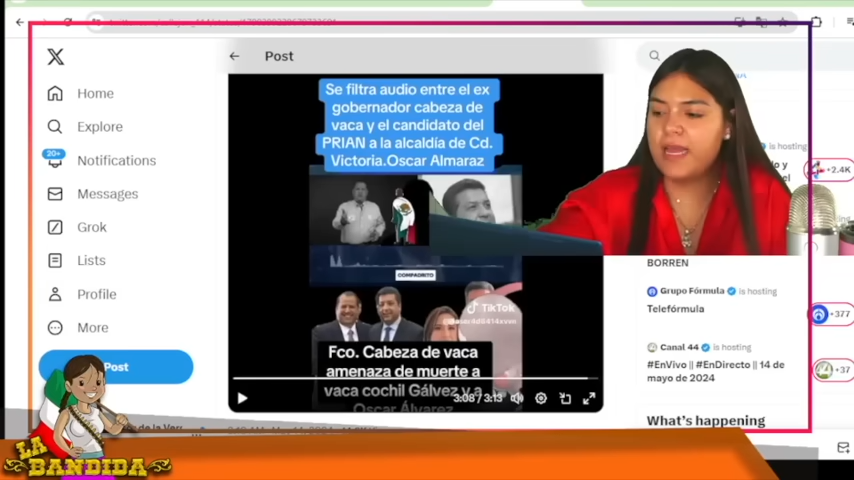 Post
Home
Explore
20+
Notifications
Messages
Grok
Lists
Profile
More
Post
Se filtra audio entre el ex
gobernador cabeza de
vaca y el candidato del
PRIAN a la alcaldía de Cd.
Victoria.Oscar Almaraz
COMPADRITO
TikTok
Fco. Cabeza de vaca
amenaza de muerte a
vaca cochil Gálvez y a
Oscar Álvarez
3:08 / 3:13
is hosting
+2.4K
BORREN
Grupo Fórmula is hosting
Telefórmula
+377
Canal 44 is hosting
#EnVivo || #EnDirecto || 14 de
mayo de 2024
+37
What's happening
LA
BANDIDA